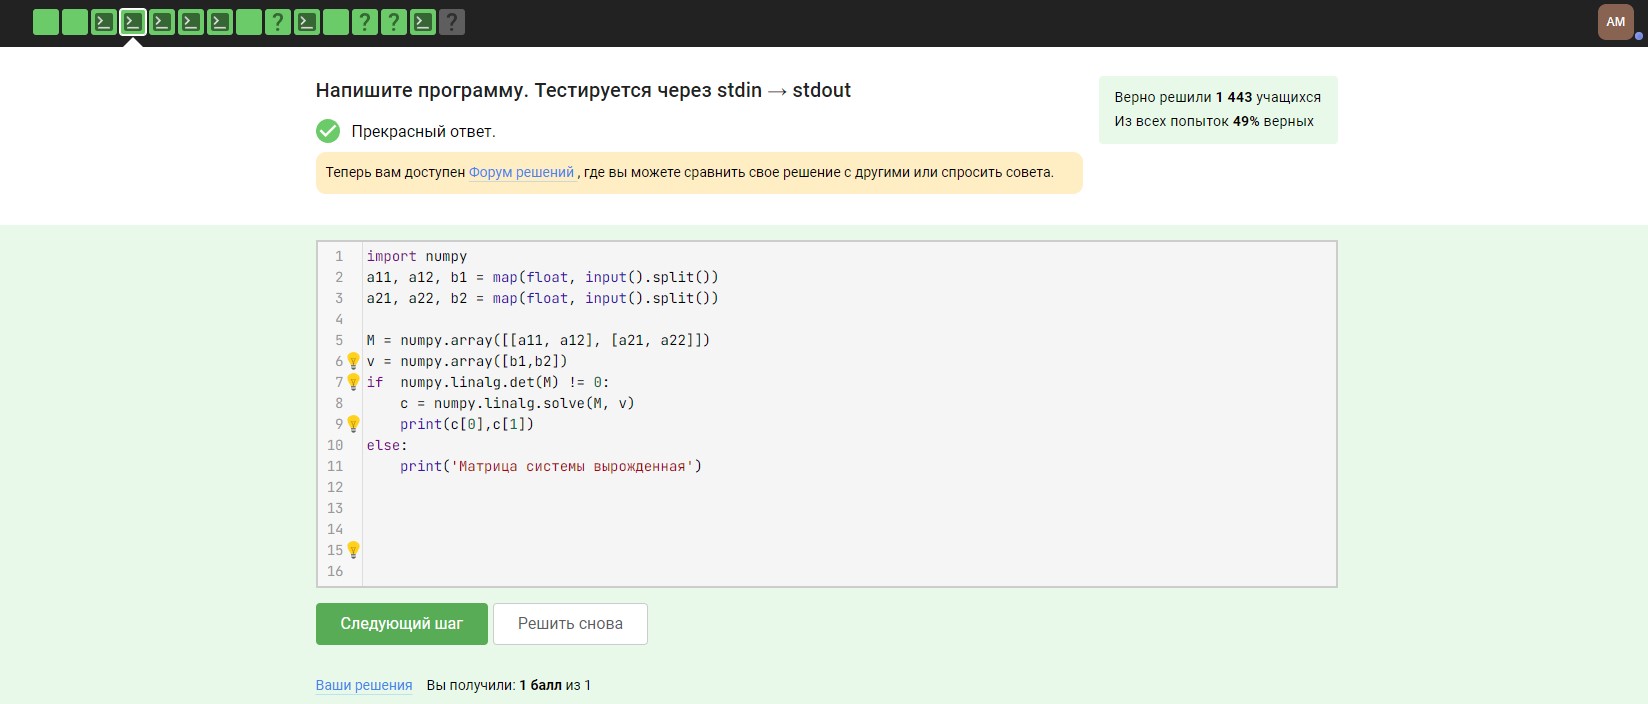 AM
Напишите программу. Тестируется через stdin → stdout
Верно решили 1 443 учащихся
Из всех попыток 49% верных
Прекрасный ответ.
Теперь вам доступен Форум решений , где вы можете сравнить свое решение с другими или спросить совета.
1 import numpy
2 a11, a12, b1 = map(float, input().split())
3 a21, a22, b2 = map(float, input().split())
4
5 M = numpy.array([[a11, a12], [a21, a22]])
6 v = numpy.array([b1,b2])
7 if  numpy.linalg.det(M) != 0:
8     c = numpy.linalg.solve(M, v)
9     print(c[0],c[1])
10 else:
11     print('Матрица системы вырожденная')
12
13
14
15
16
Следующий шаг Решить снова
Ваши решения Вы получили: 1 балл из 1